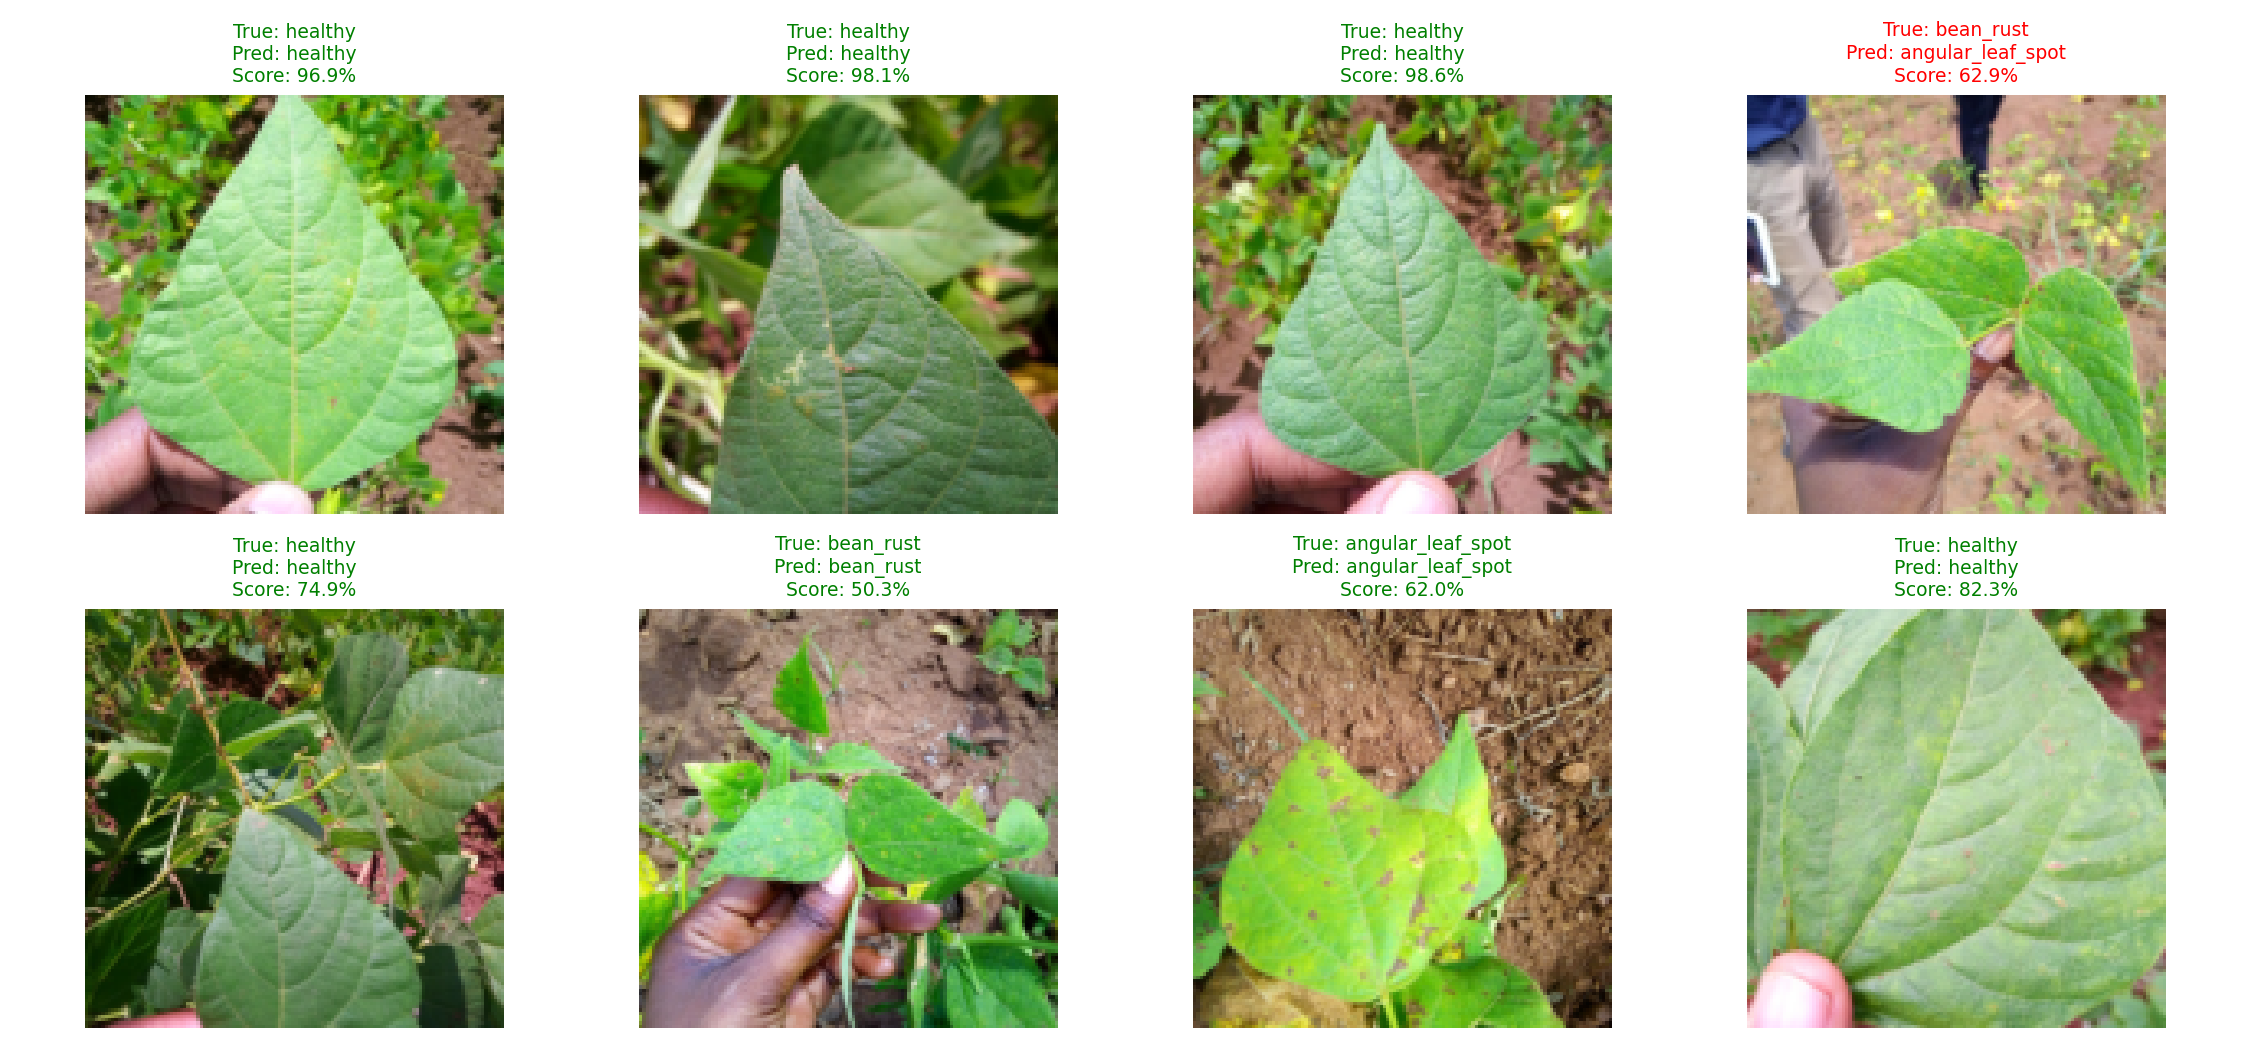 True: healthy
Pred: healthy
Score: 96.9%
True: healthy
Pred: healthy
Score: 98.1%
True: healthy
Pred: healthy
Score: 98.6%
True: bean_rust
Pred: angular_leaf_spot
Score: 62.9%
True: healthy
Pred: healthy
Score: 74.9%
True: bean_rust
Pred: bean_rust
Score: 50.3%
True: angular_leaf_spot
Pred: angular_leaf_spot
Score: 62.0%
True: healthy
Pred: healthy
Score: 82.3%